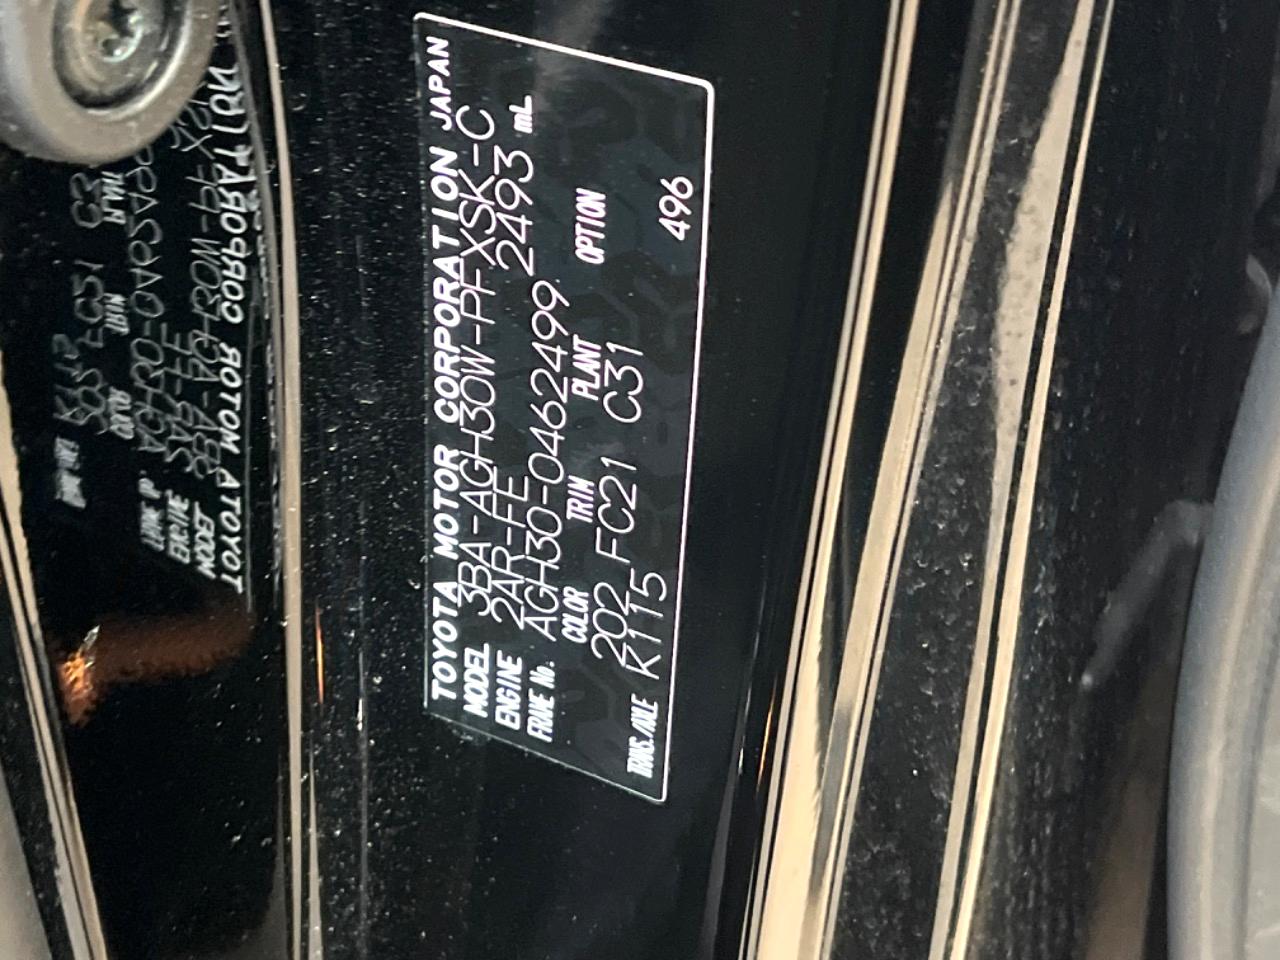 TOYOTA MOTOR CORPORATION JAPAN
MODEL 3BA-AGH30W-PFXSK-C
ENGINE 2AR-FE 2493 mL
FRAME No. AGH30-0462499
COLOR TRIM PLANT OPTION
202 FC21 C31
TRANS./AXLE K115 496